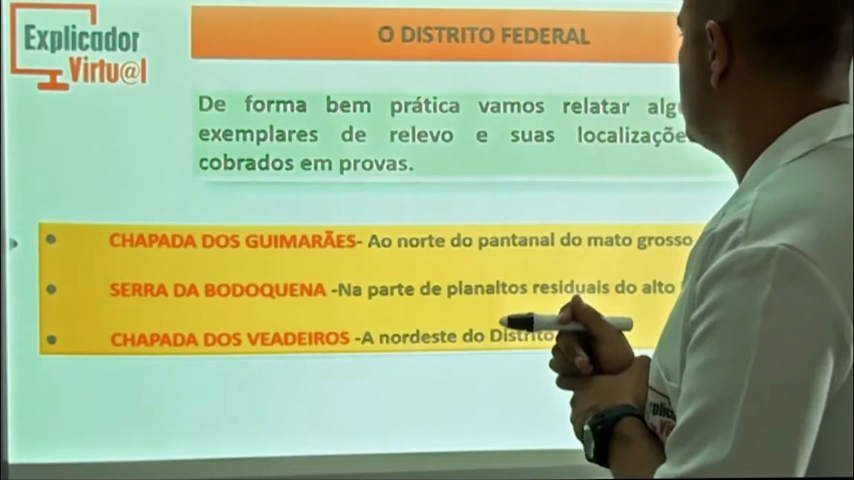 Explicador
Virtu@l
O DISTRITO FEDERAL
De forma bem prática vamos relatar
exemplares de relevo e suas
cobrados em provas.
CHAPADA DOS GUIMARÃES- Ao norte do pantanal do mato grosso
SERRA DA BODOQUENA -Na parte de planaltos residuais do alto
CHAPADA DOS VEADEIROS -A nordeste do Distrito